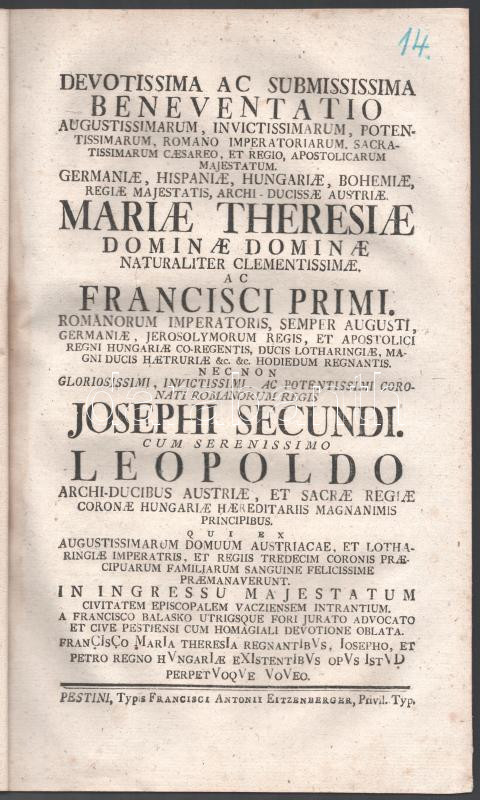 14.
DEVOTISSIMA AC SUBMISSISSIMA
BENEVENTATIO
AUGUSTISSIMARUM, INVICTISSIMARUM, POTEN-
TISSIMARUM, ROMANO IMPERATORIARUM. SACRA-
TISSIMARUM CÆSAREO, ET REGIO, APOSTOLICARUM
MAJESTATUM.
GERMANIÆ, HISPANIÆ, HUNGARIÆ, BOHEMIÆ,
REGIÆ MAJESTATIS, ARCHI-DUCISSÆ AUSTRIÆ.
MARIÆ THERESIÆ
DOMINÆ DOMINÆ
NATURALITER CLEMENTISSIMÆ.
AC
FRANCISCI PRIMI.
ROMANORUM IMPERATORIS, SEMPER AUGUSTI,
GERMANIÆ, JEROSOLYMORUM REGIS, ET APOSTOLICI
REGNI HUNGARIÆ CO-REGENTIS, DUCIS LOTHARINGIÆ, MA-
GNI DUCIS HÆTRURIÆ &c. &c. HODIEDUM REGNANTIS.
NEC NON
GLORIOSISSIMI, INVICTISSIMI, AC POTENTISSIMI CORO-
NATI ROMANORUM REGIS
JOSEPHI SECUNDI.
CUM SERENISSIMO
LEOPOLDO
ARCHI-DUCIBUS AUSTRIÆ, ET SACRÆ REGIÆ
CORONÆ HUNGARIÆ HÆREDITARIIS MAGNANIMIS
PRINCIPIBUS.
QUI EX
AUGUSTISSIMARUM DOMUUM AUSTRIACAE, ET LOTHA-
RINGIÆ IMPERATRIS, ET REGIIS TREDECIM CORONIS PRÆ-
CIPUARUM FAMILIARUM SANGUINE FELICISSIME
PRÆMANAVERUNT.
IN INGRESSU MAJESTATUM
CIVITATEM EPISCOPALEM VACZIENSEM INTRANTIUM.
A FRANCISCO BALASKO UTRIGSQUE FORI JURATO ADVOCATO
ET CIVE PESTIENSI CUM HOMAGIALI DEVOTIONE OBLATA.
FRANCISCO MARIA THERESIA REGNANTIBVS, IOSEPHO, ET
PETRO REGNO HVNGARIÆ EXISTENTIBVS OPVS ISTVD
PERPETVOQVE VOVEO.
PESTINI, Typis FRANCISCI ANTONII EITZENBERGER, Privil. Typ.